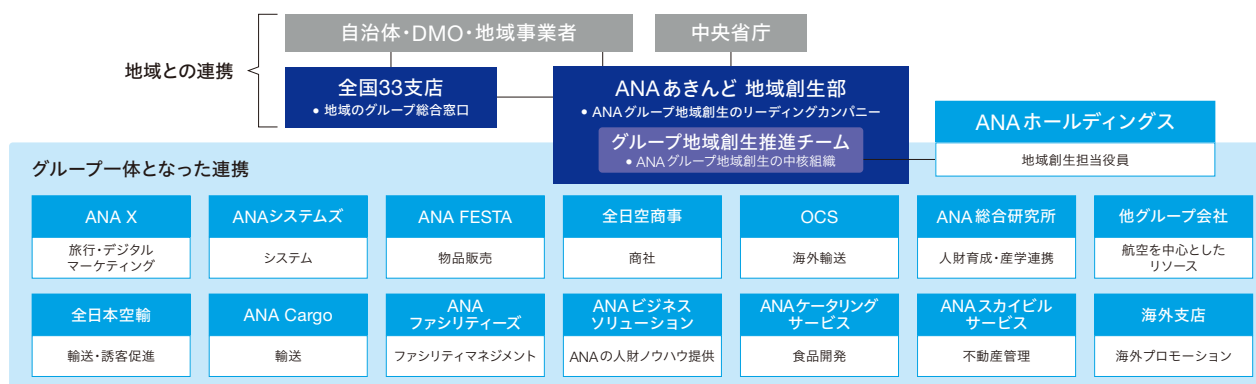 自治体・DMO・地域事業者
中央省庁
地域との連携
全国33支店
● 地域のグループ総合窓口
ANAあきんど 地域創生部
● ANAグループ地域創生のリーディングカンパニー
グループ地域創生推進チーム
● ANAグループ地域創生の中核組織
ANAホールディングス
地域創生担当役員
グループ一体となった連携
ANA X
旅行・デジタル
マーケティング
ANAシステムズ
システム
ANA FESTA
物品販売
全日空商事
商社
OCS
海外輸送
ANA総合研究所
人財育成・産学連携
他グループ会社
航空を中心とした
リソース
全日本空輸
輸送・誘客促進
ANA Cargo
輸送
ANA
ファシリティーズ
ファシリティマネジメント
ANAビジネス
ソリューション
ANAの人財ノウハウ提供
ANAケータリング
サービス
食品開発
ANAスカイビル
サービス
不動産管理
海外支店
海外プロモーション